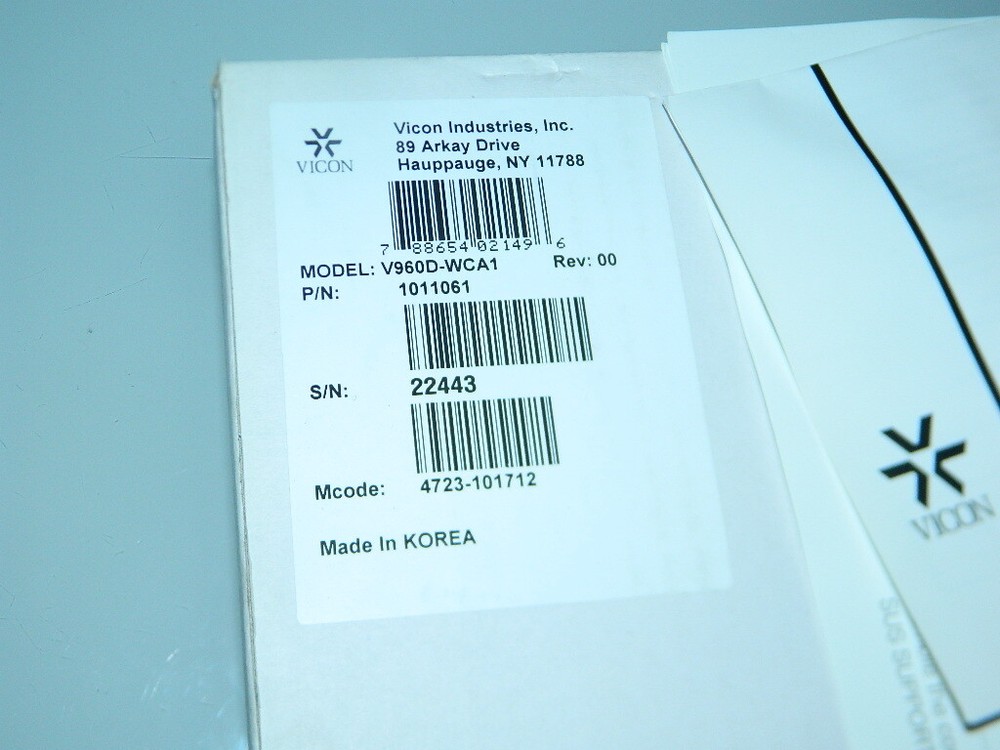 VICON
Vicon Industries, Inc.
89 Arkay Drive
Hauppauge, NY 11788
7 88654 02149 6
MODEL: V960D-WCA1 Rev: 00
P/N: 1011061
S/N: 22443
Mcode: 4723-101712
Made In KOREA
VICON